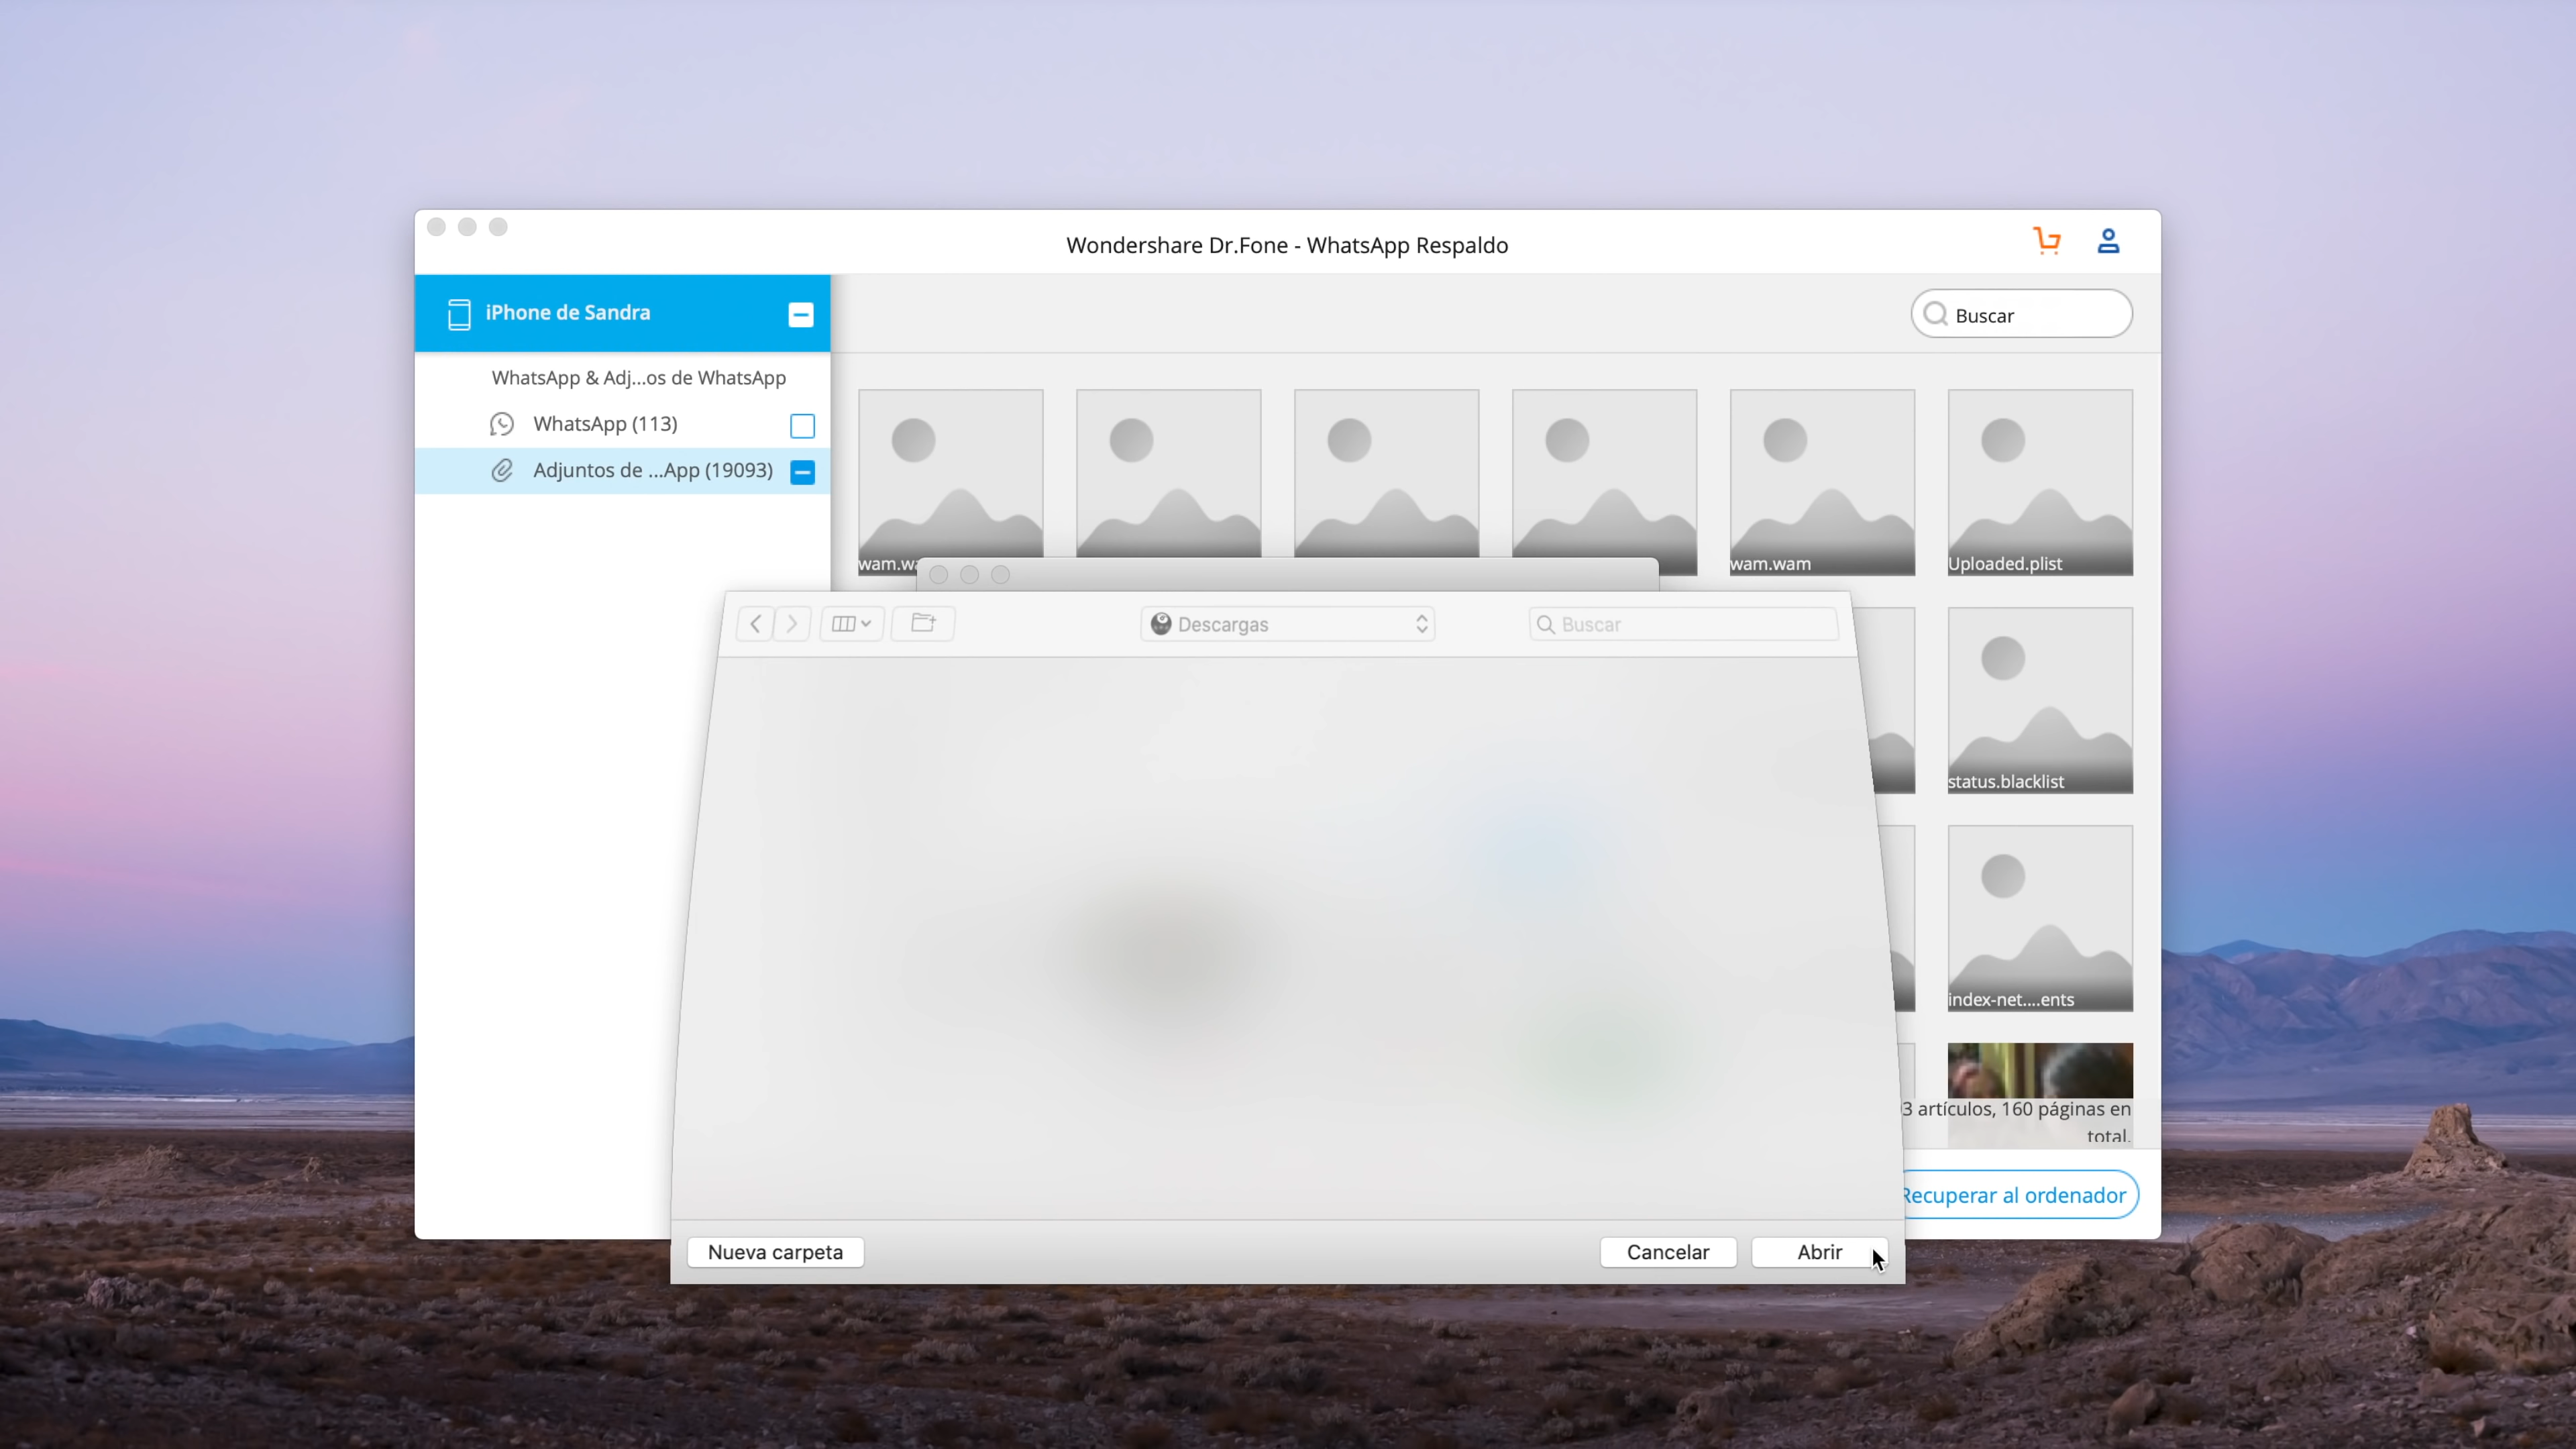 Wondershare Dr.Fone - WhatsApp Respaldo
iPhone de Sandra
Buscar
WhatsApp & Adj...os de WhatsApp
WhatsApp (113)
Adjuntos de ...App (19093)
wam.wam
Uploaded.plist
Descargas
Buscar
status.blacklist
index-net....ents
3 artículos, 160 páginas en
total.
Recuperar al ordenador
Nueva carpeta
Cancelar
Abrir